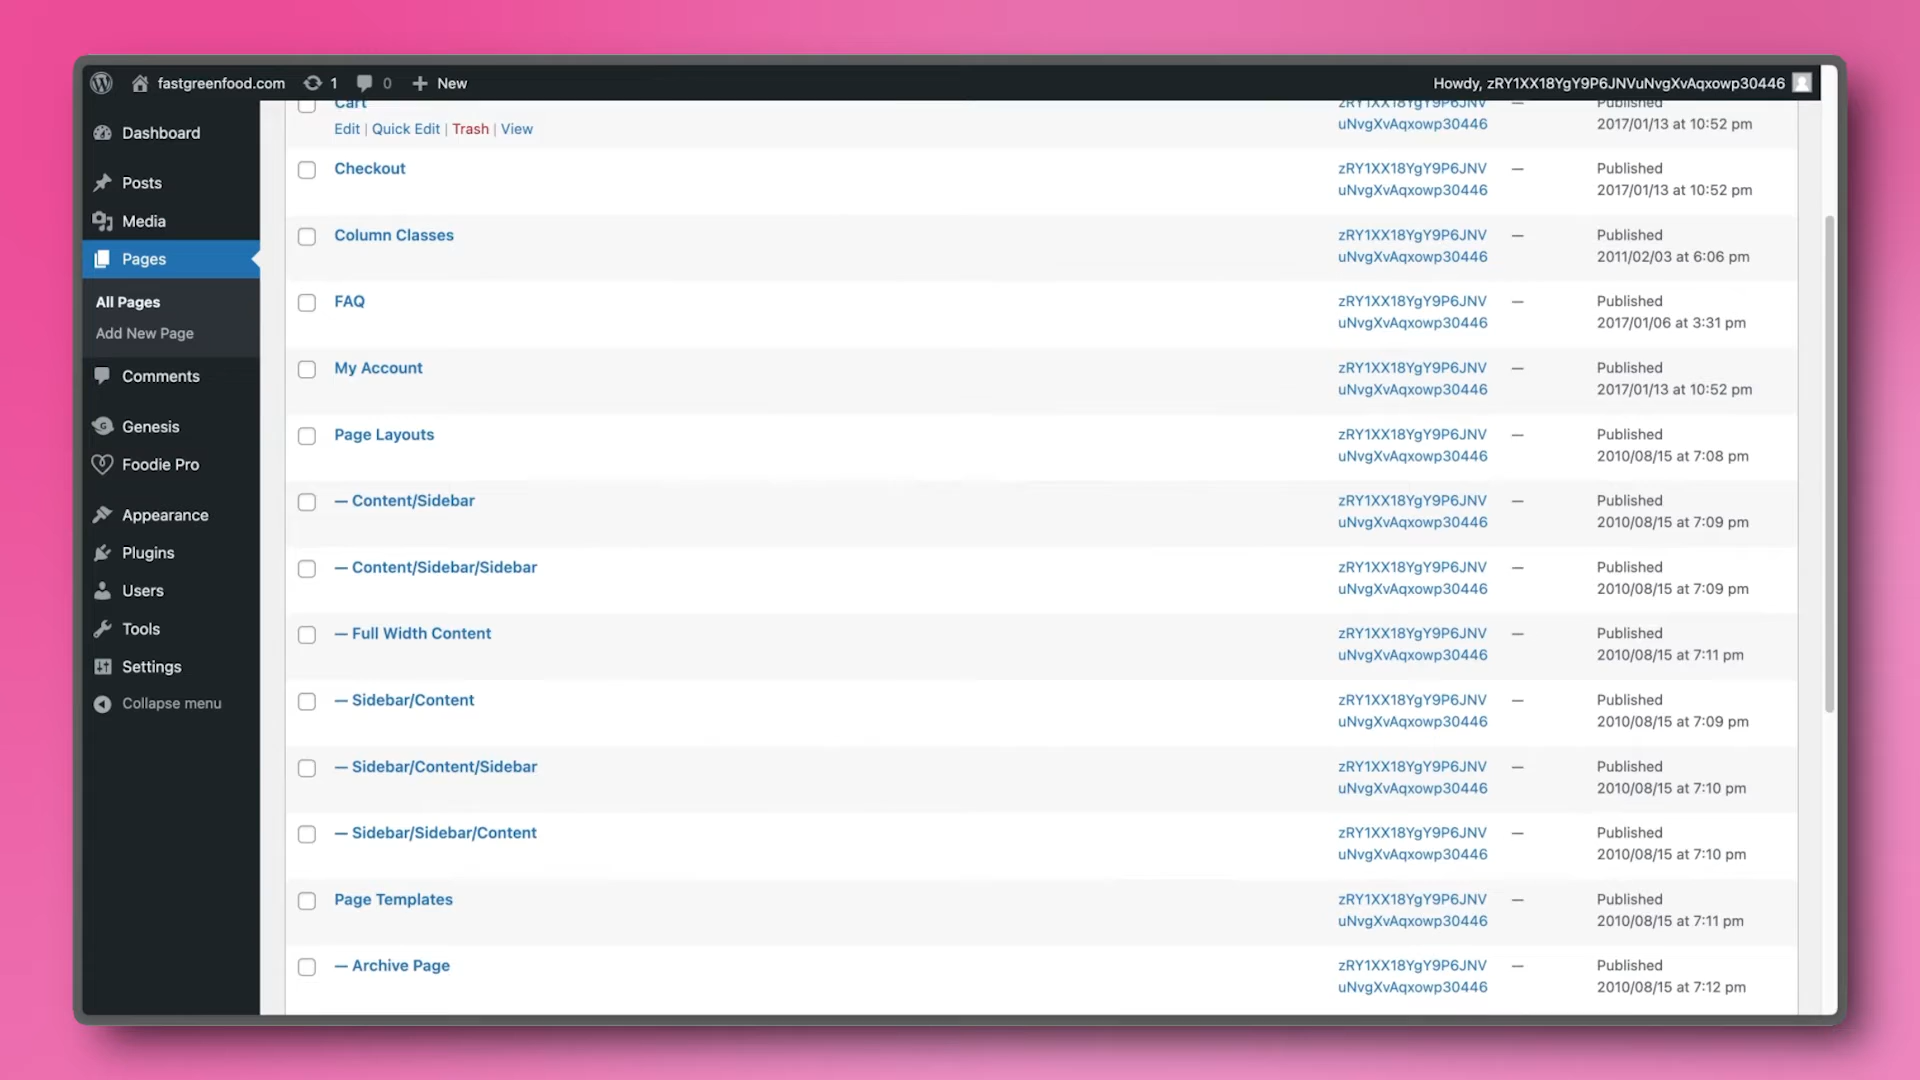 fastgreenfood.com 1 0 New Howdy, zRY1XX18YgY9P6JNVuNvgXvAqxowp30446
Dashboard
Posts
Media
Pages
All Pages
Add New Page
Comments
Genesis
Foodie Pro
Appearance
Plugins
Users
Tools
Settings
Collapse menu
Cart zRY1XX18YgY9P6JNV — Published
Edit | Quick Edit | Trash | View uNvgXvAqxowp30446 2017/01/13 at 10:52 pm
Checkout zRY1XX18YgY9P6JNV — Published
uNvgXvAqxowp30446 2017/01/13 at 10:52 pm
Column Classes zRY1XX18YgY9P6JNV — Published
uNvgXvAqxowp30446 2011/02/03 at 6:06 pm
FAQ zRY1XX18YgY9P6JNV — Published
uNvgXvAqxowp30446 2017/01/06 at 3:31 pm
My Account zRY1XX18YgY9P6JNV — Published
uNvgXvAqxowp30446 2017/01/13 at 10:52 pm
Page Layouts zRY1XX18YgY9P6JNV — Published
uNvgXvAqxowp30446 2010/08/15 at 7:08 pm
— Content/Sidebar zRY1XX18YgY9P6JNV — Published
uNvgXvAqxowp30446 2010/08/15 at 7:09 pm
— Content/Sidebar/Sidebar zRY1XX18YgY9P6JNV — Published
uNvgXvAqxowp30446 2010/08/15 at 7:09 pm
— Full Width Content zRY1XX18YgY9P6JNV — Published
uNvgXvAqxowp30446 2010/08/15 at 7:11 pm
— Sidebar/Content zRY1XX18YgY9P6JNV — Published
uNvgXvAqxowp30446 2010/08/15 at 7:09 pm
— Sidebar/Content/Sidebar zRY1XX18YgY9P6JNV — Published
uNvgXvAqxowp30446 2010/08/15 at 7:10 pm
— Sidebar/Sidebar/Content zRY1XX18YgY9P6JNV — Published
uNvgXvAqxowp30446 2010/08/15 at 7:10 pm
Page Templates zRY1XX18YgY9P6JNV — Published
uNvgXvAqxowp30446 2010/08/15 at 7:11 pm
— Archive Page zRY1XX18YgY9P6JNV — Published
uNvgXvAqxowp30446 2010/08/15 at 7:12 pm